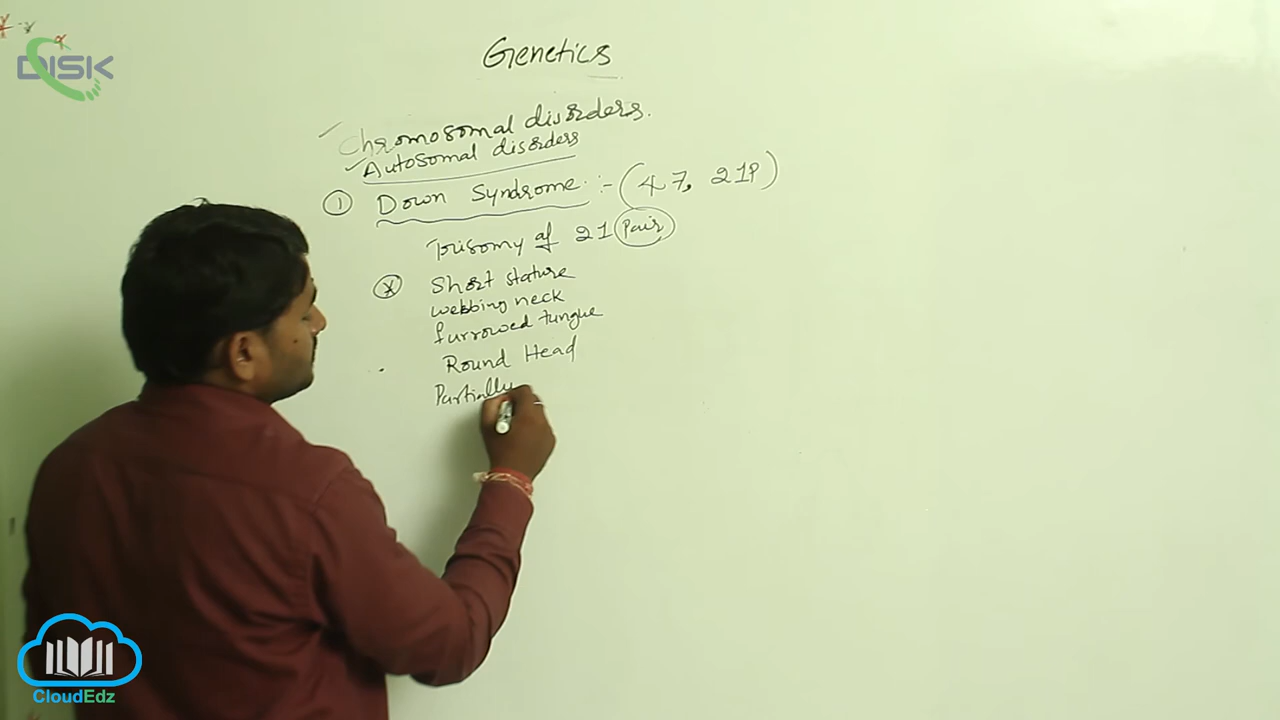 DISK
Genetics
Chromosomal disorders.
Autosomal disorders
① Down Syndrome :- (47, 21P)
Trisomy of 21 Pair
Short stature
webbing neck
furrowed tungue
Round Head
Partially
CloudEdz